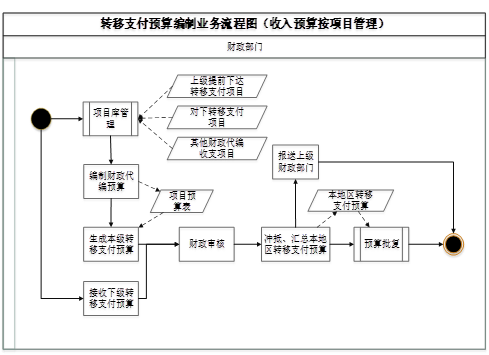 转移支付预算编制业务流程图（收入预算按项目管理）
财政部门
上级提前下达
转移支付项目
项目库管
理
对下转移支付
项目
其他财政代编
收支项目
报送上级
财政部门
编制财政代
编预算
项目预
算表
本地区转移
支付预算
生成本级转
移支付预算
财政审核
冲抵、汇总本地
区转移支付预算
预算批复
接收下级转
移支付预算